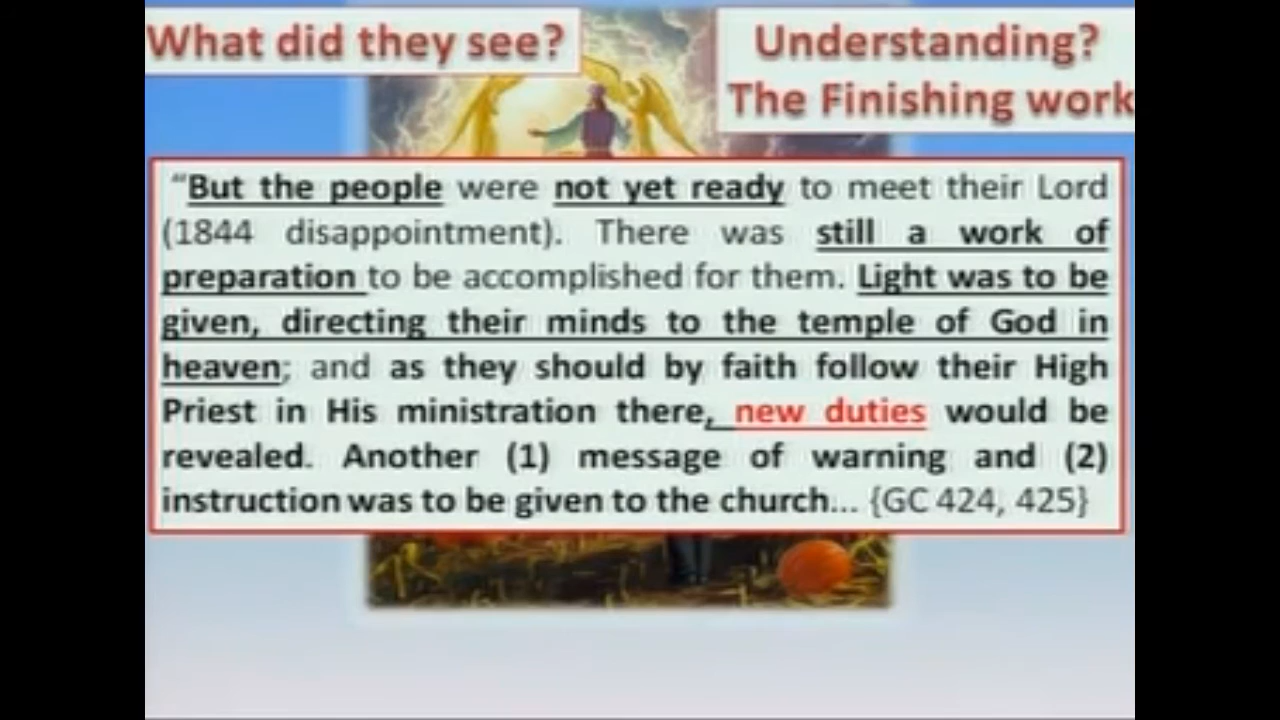 What did they see?
Understanding?
The Finishing work
“But the people were not yet ready to meet their Lord
(1844 disappointment). There was still a work of
preparation to be accomplished for them. Light was to be
given, directing their minds to the temple of God in
heaven; and as they should by faith follow their High
Priest in His ministration there, new duties would be
revealed. Another (1) message of warning and (2)
instruction was to be given to the church... {GC 424, 425}